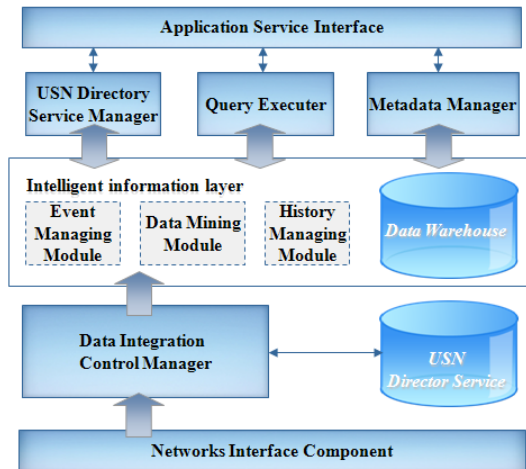 Application Service Interface
USN Directory
Service Manager
Query Executer
Metadata Manager
Intelligent information layer
Event
Managing
Module
Data Mining
Module
History
Managing
Module
Data Warehouse
Data Integration
Control Manager
USN
Director Service
Networks Interface Component